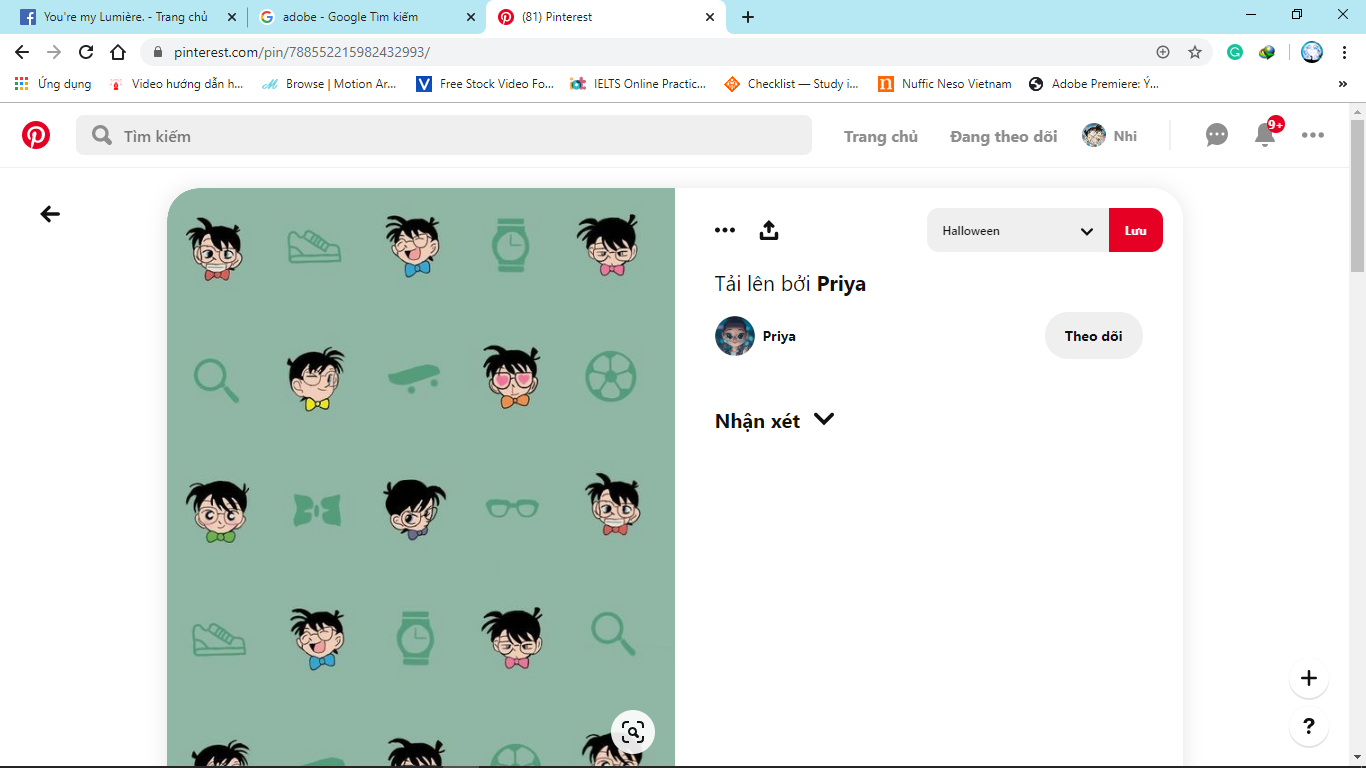 You're my Lumière. - Trang chủ
adobe - Google Tìm kiếm
(81) Pinterest
pinterest.com/pin/788552215982432993/
Ứng dụng
Video hướng dẫn h...
Browse | Motion Ar...
Free Stock Video Fo...
IELTS Online Practic...
Checklist — Study i...
Nuffic Neso Vietnam
Adobe Premiere: Ý...
»
Tìm kiếm
Trang chủ
Đang theo dõi
Nhi
9+
Halloween
Lưu
Tải lên bởi Priya
Priya
Theo dõi
Nhận xét
?